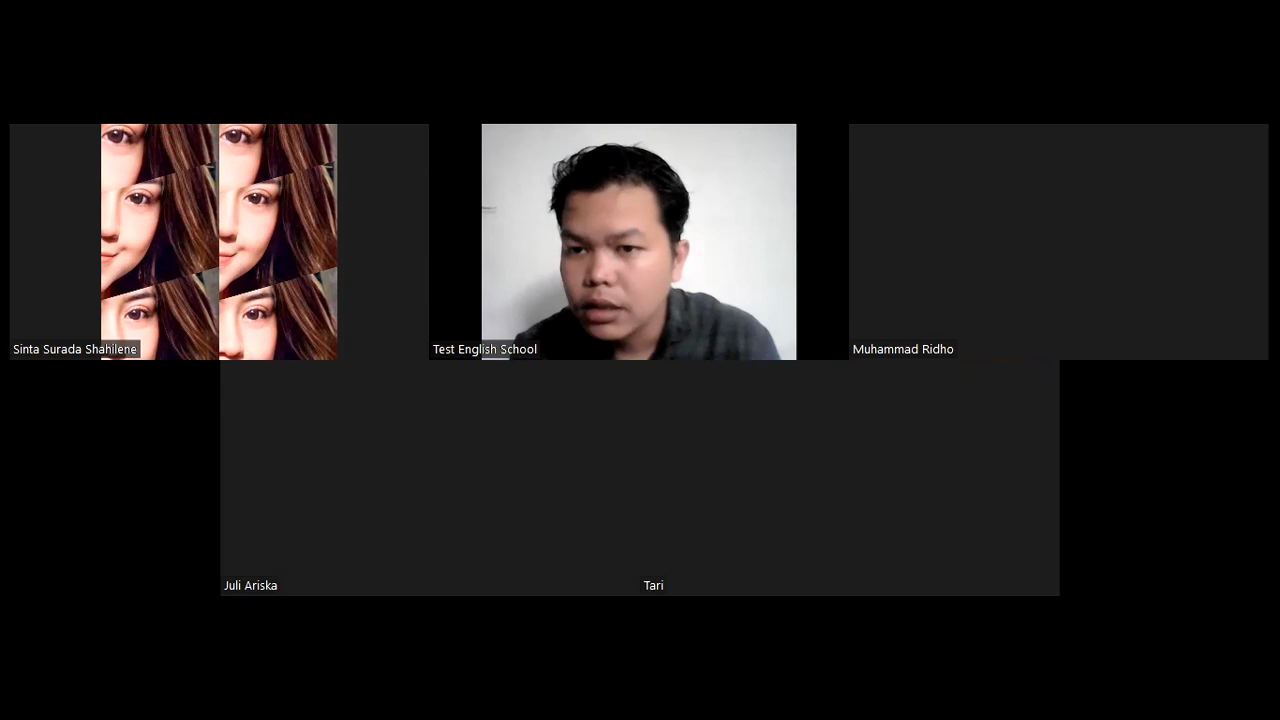 Sinta Surada Shahilene
Test English School
Muhammad Ridho
Juli Ariska
Tari